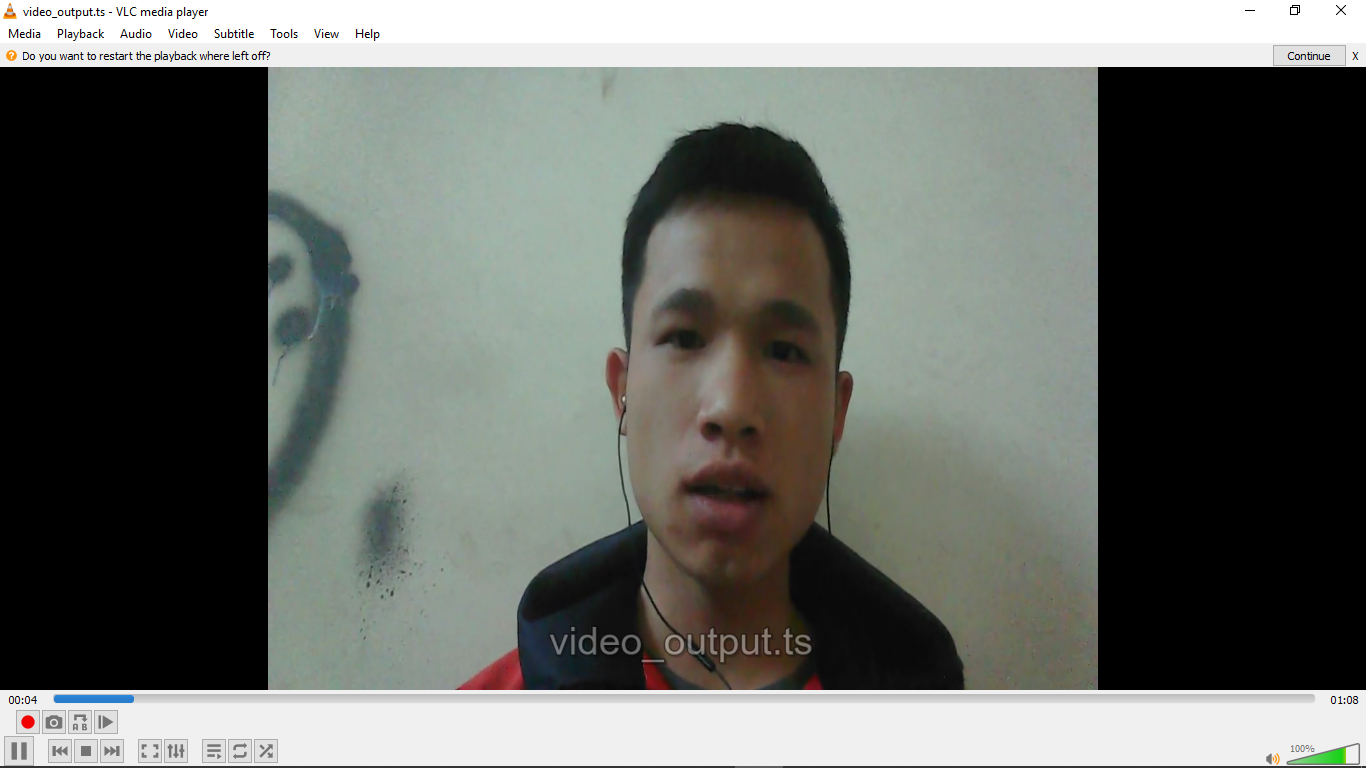 video_output.ts - VLC media player
Media Playback Audio Video Subtitle Tools View Help
Do you want to restart the playback where left off? Continue X
video_output.ts
00:04 01:08
A B
100%